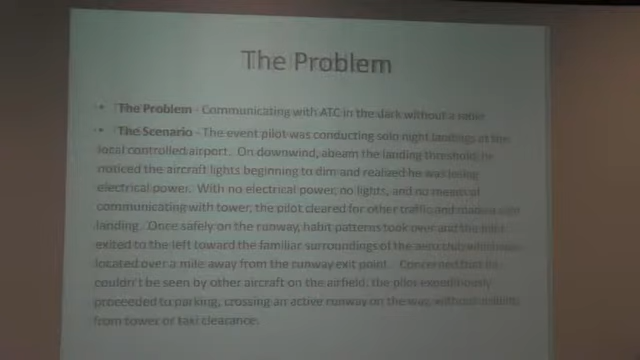 The Problem
• The Problem - Communicating with ATC in the dark without a radio
• The Scenario - The event pilot was conducting solo night landings at the
local controlled airport. On downwind, abeam the landing threshold, he
noticed the aircraft lights beginning to dim and realized he was losing
electrical power. With no electrical power, no lights, and no means of
communicating with tower, the pilot cleared for other traffic and made a safe
landing. Once safely on the runway, habit patterns took over and the pilot
exited to the left toward the familiar surroundings of the aero club
located over a mile away from the runway exit point. Concerned that he
couldn't be seen by other aircraft on the airfield, the pilot expeditiously
proceeded to parking, crossing an active runway on the way, without
from tower or taxi clearance.